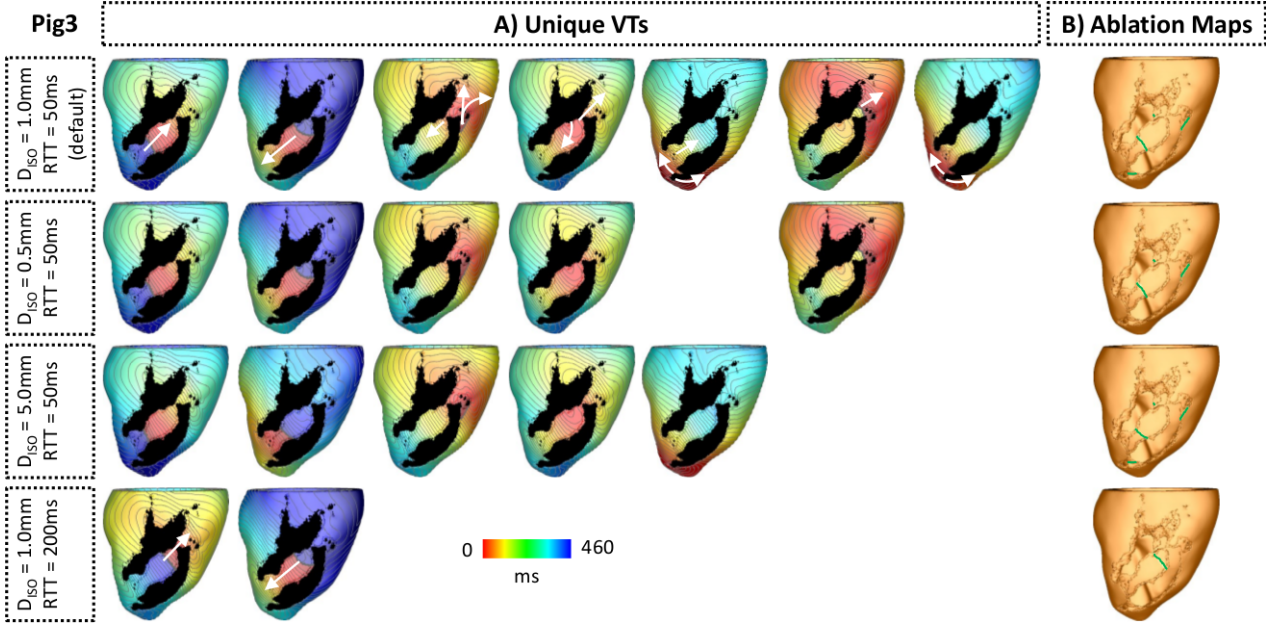 Pig3
A) Unique VTs
B) Ablation Maps
D_ISO = 1.0mm
RTT = 50ms
(default)
D_ISO = 0.5mm
RTT = 50ms
D_ISO = 5.0mm
RTT = 50ms
D_ISO = 1.0mm
RTT = 200ms
0 460
ms